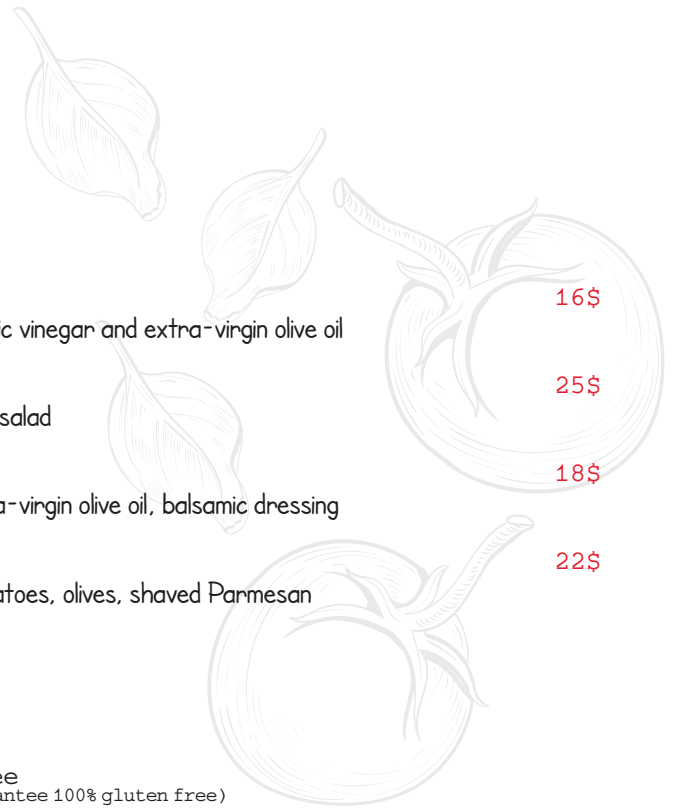 16$
ic vinegar and extra-virgin olive oil
25$
salad
18$
a-virgin olive oil, balsamic dressing
22$
atoes, olives, shaved Parmesan
ee
antee 100% gluten free)